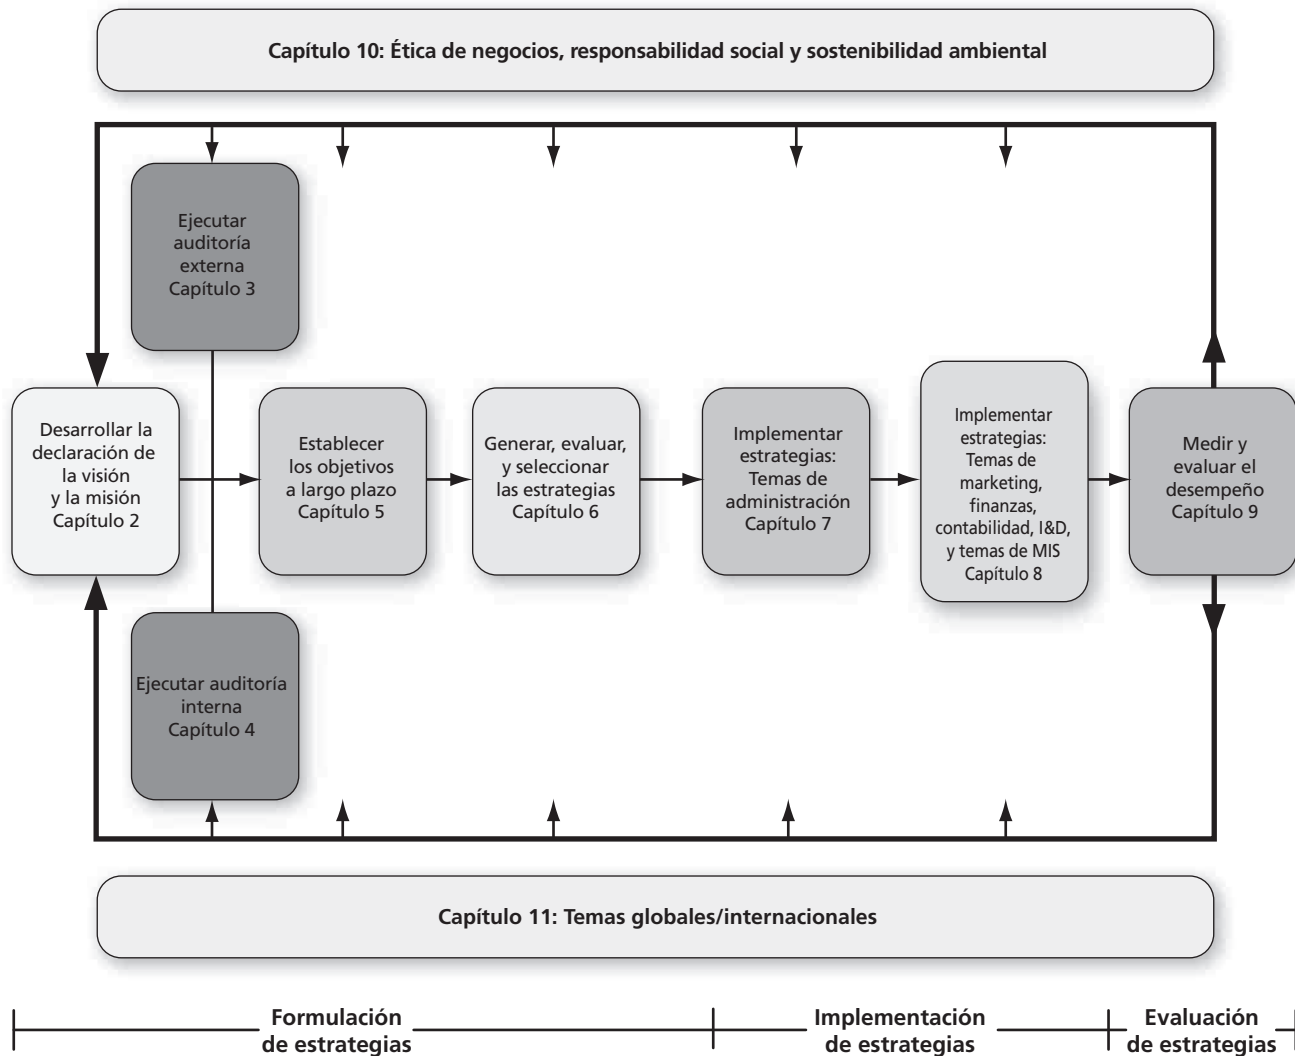 Capítulo 10: Ética de negocios, responsabilidad social y sostenibilidad ambiental
Ejecutar
auditoría
externa
Capítulo 3
Desarrollar la
declaración de
la visión
y la misión
Capítulo 2
Establecer
los objetivos
a largo plazo
Capítulo 5
Generar, evaluar,
y seleccionar
las estrategias
Capítulo 6
Implementar
estrategias:
Temas de
administración
Capítulo 7
Implementar
estrategias:
Temas de
marketing,
finanzas,
contabilidad, I&D,
y temas de MIS
Capítulo 8
Medir y
evaluar el
desempeño
Capítulo 9
Ejecutar auditoría
interna
Capítulo 4
Capítulo 11: Temas globales/internacionales
Formulación
de estrategias
Implementación
de estrategias
Evaluación
de estrategias